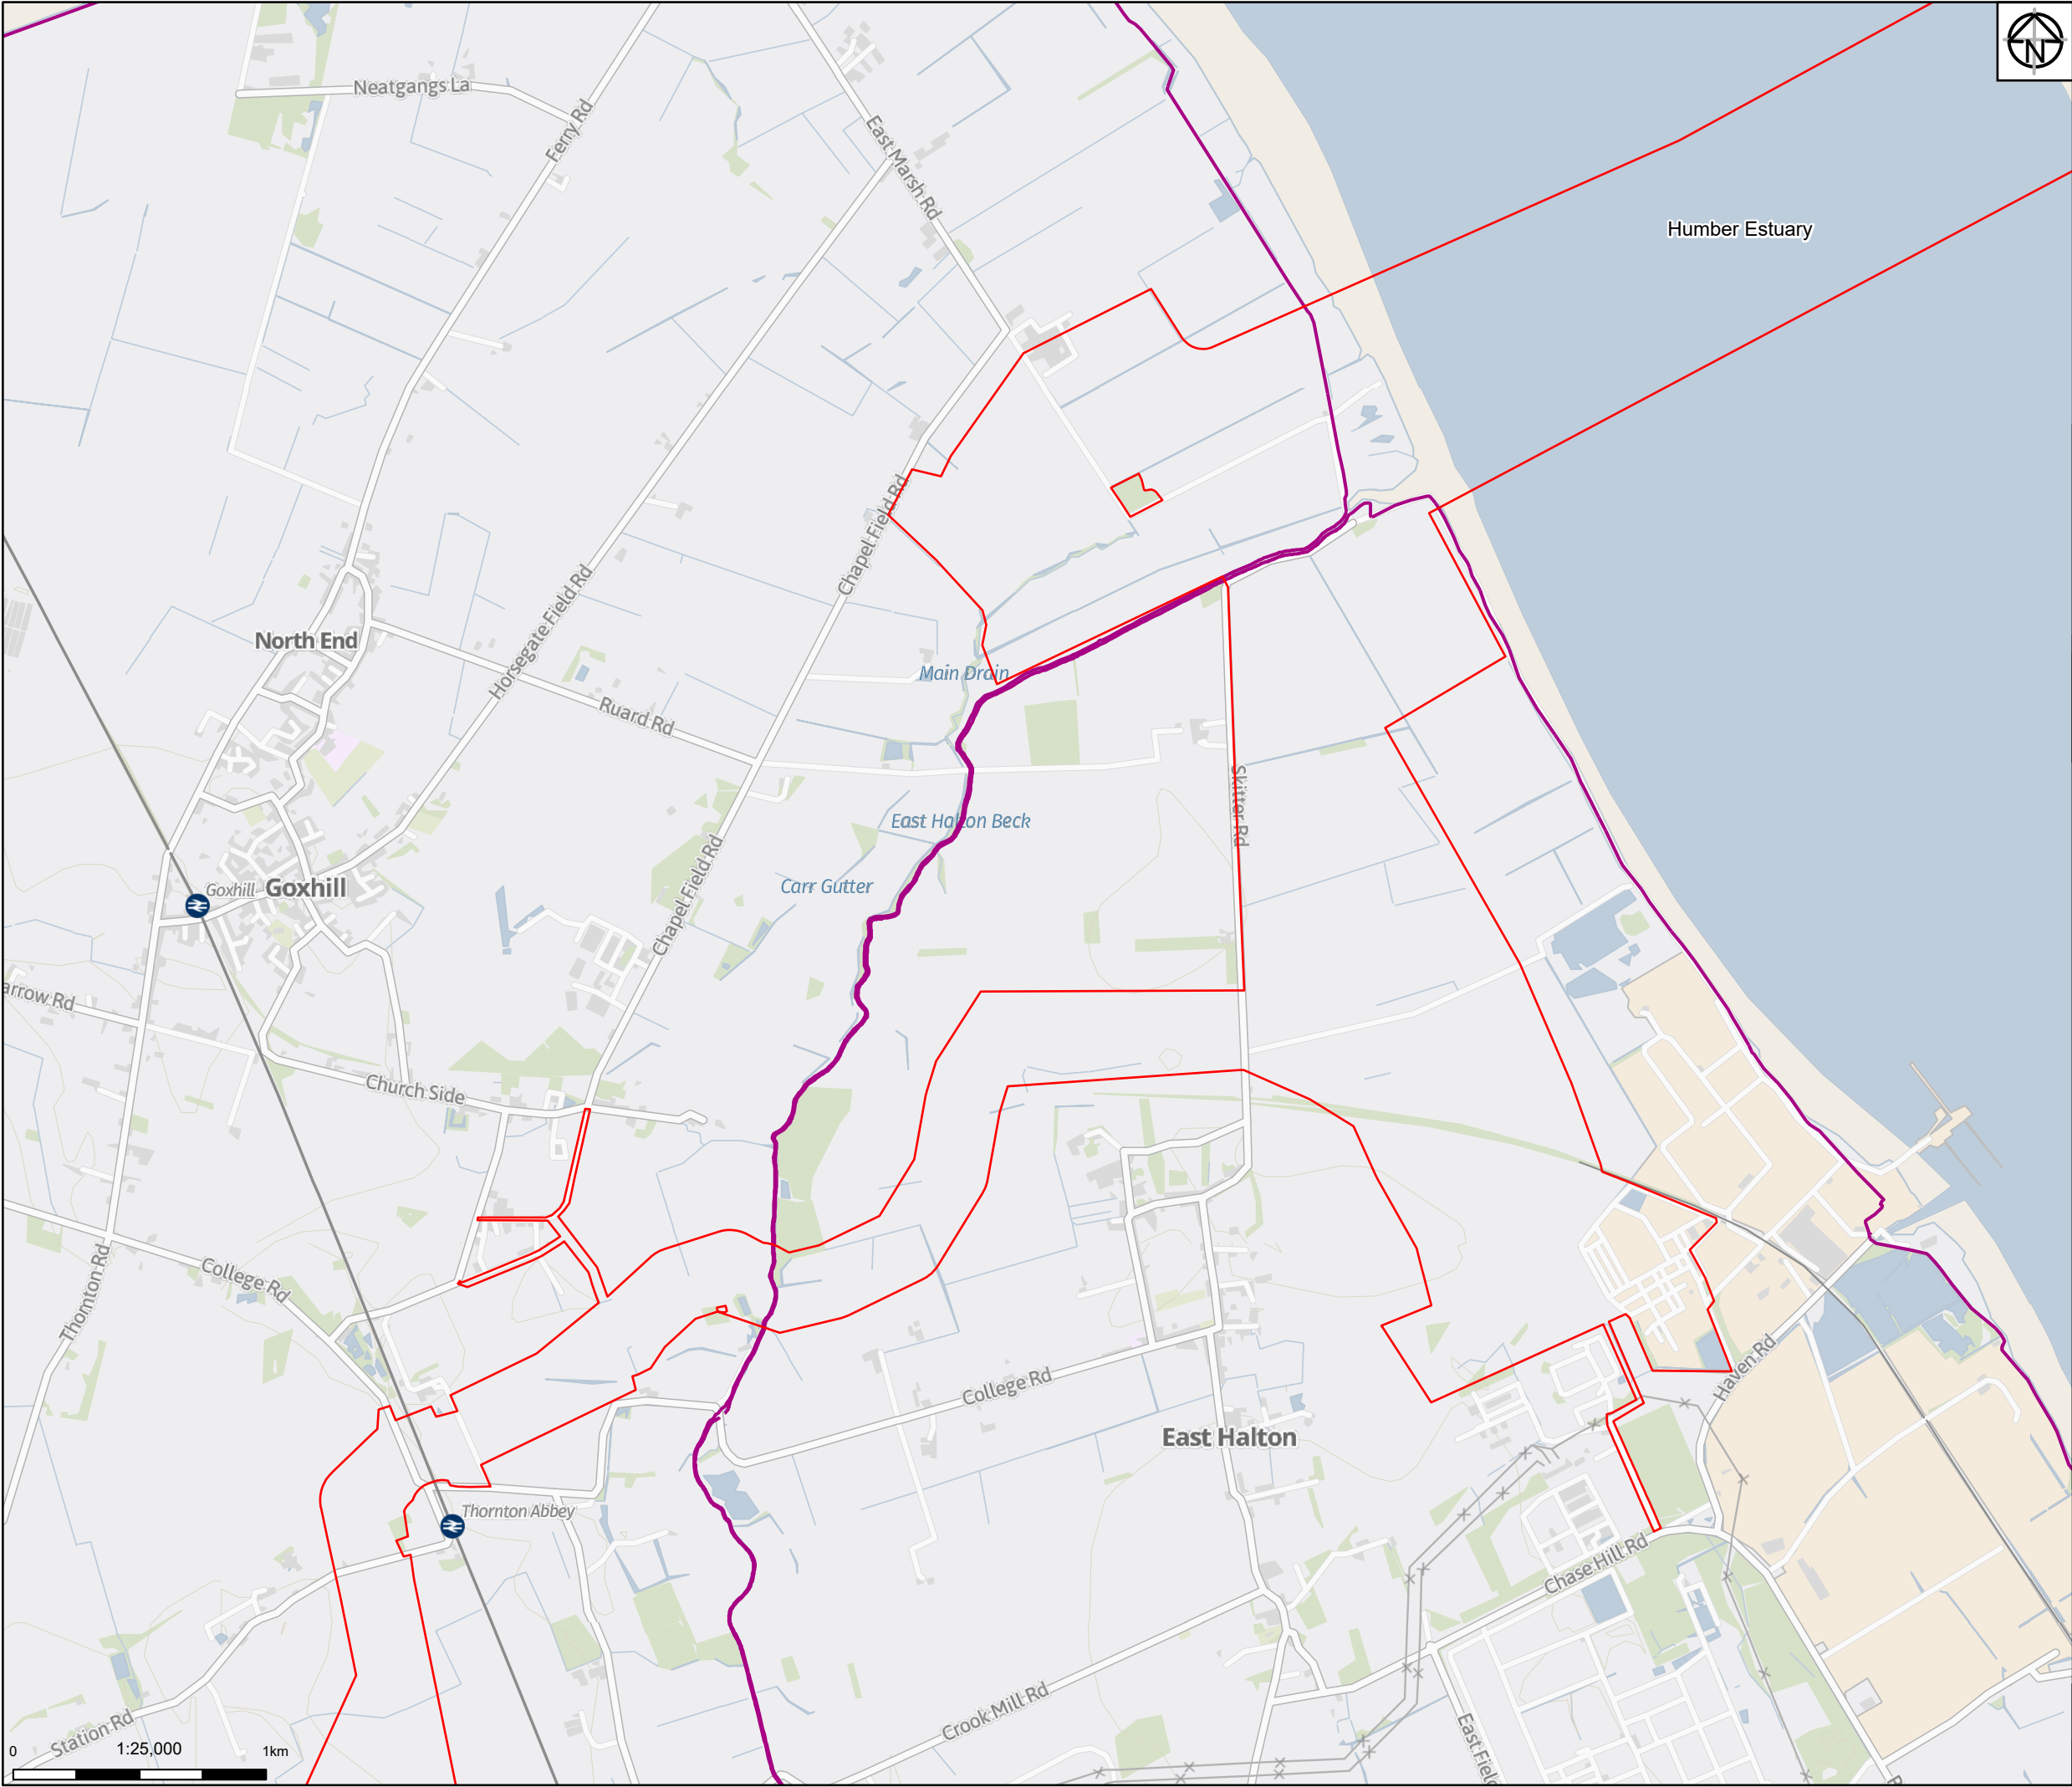 N
Neatgangs La
Ferry Rd
East Marsh Rd
Humber Estuary
Chapel Field Rd
Horsegate Field Rd
North End
Main Drain
Ruard Rd
Skitter Rd
East Halton Beck
Chapel Field Rd
Carr Gutter
Goxhill
Goxhill
arrow Rd
Church Side
College Rd
Thornton Rd
College Rd
Haven Rd
East Halton
Thornton Abbey
Chase Hill Rd
Crook Mill Rd
Station Rd
East Field
0 1:25,000 1km